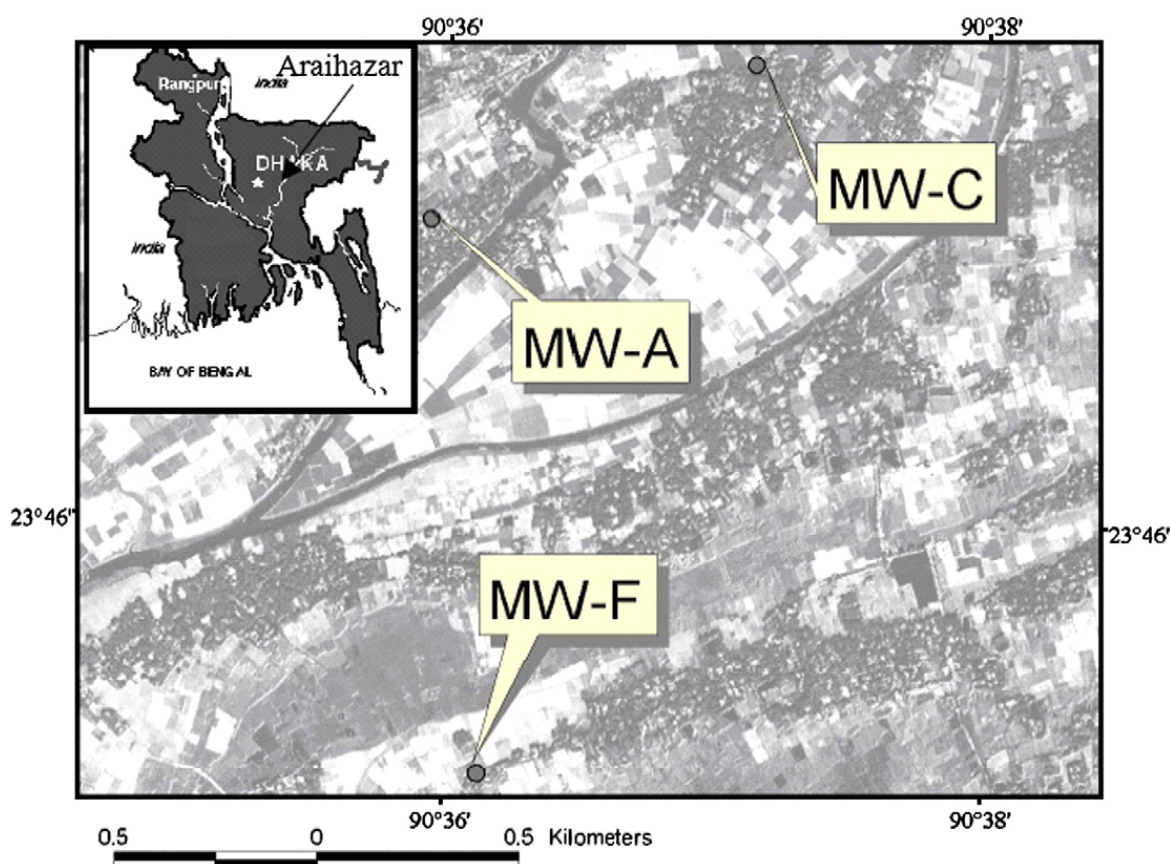 90°36' 90°38'
Araihazar
Rangpur
India
DHAKA
India
BAY OF BENGAL
MW-C
MW-A
23°46' 23°46'
MW-F
90°36' 90°38'
0.5 0 0.5 Kilometers